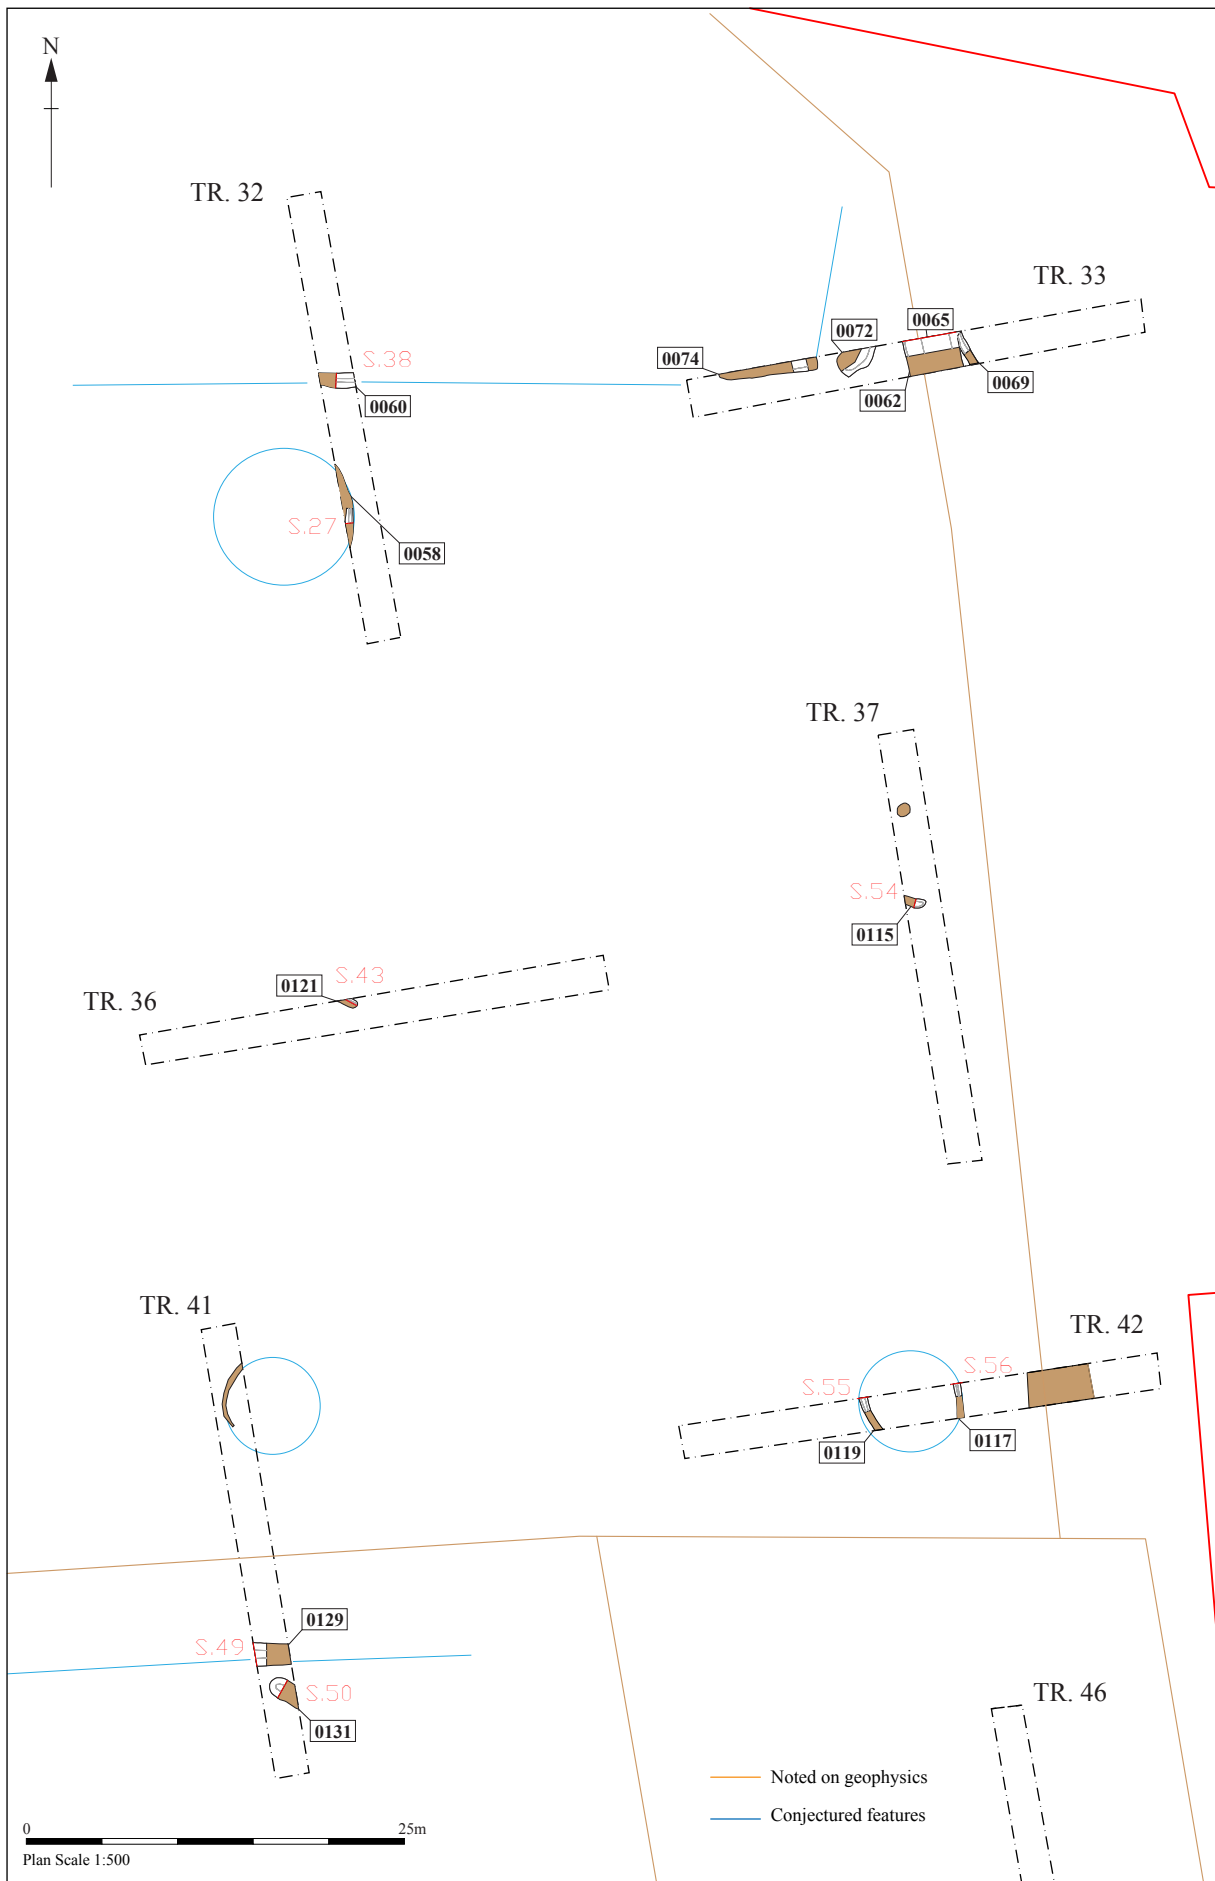 N
TR. 32
TR. 33
0065
0072
0074
S.38
0069
0060
0062
S.27
0058
TR. 37
S.54
0115
S.43
0121
TR. 36
TR. 41
TR. 42
S.56
S.55
0119
0117
0129
S.49
S.50
TR. 46
0131
Noted on geophysics
Conjectured features
0 25m
Plan Scale 1:500